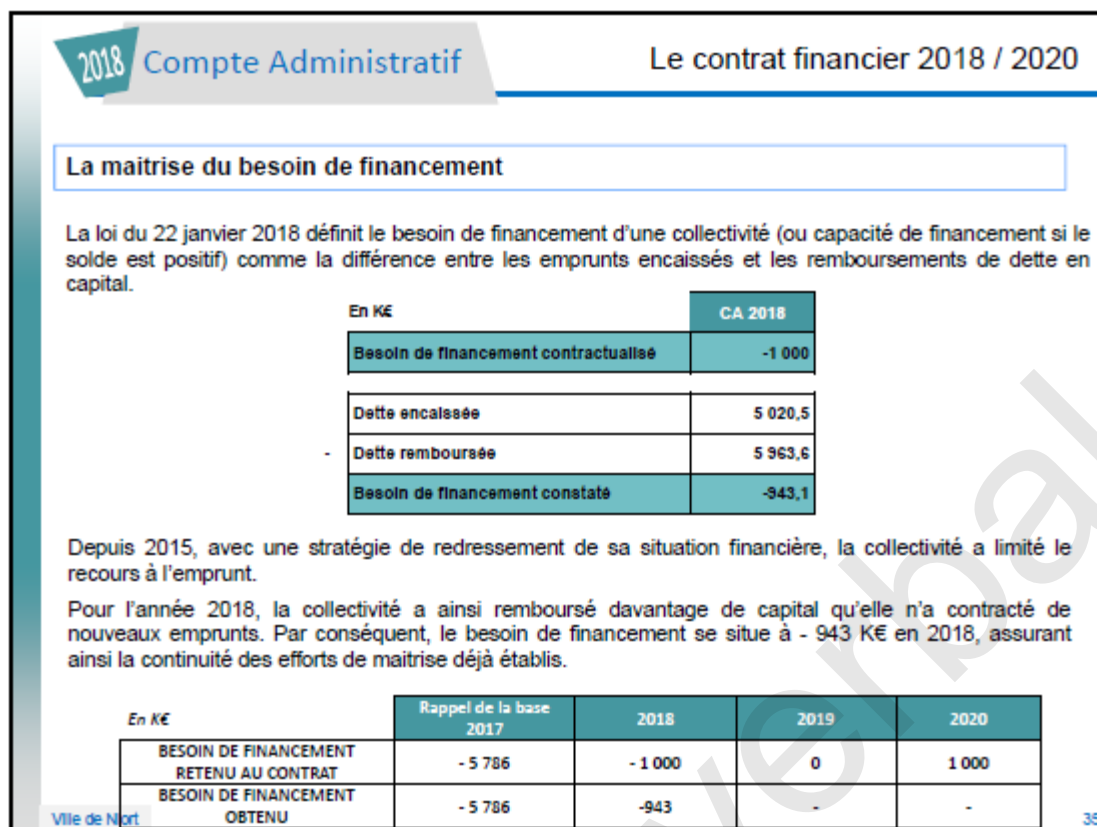 2018 Compte Administratif
Le contrat financier 2018 / 2020
La maitrise du besoin de financement
La loi du 22 janvier 2018 définit le besoin de financement d'une collectivité (ou capacité de financement si le
solde est positif) comme la différence entre les emprunts encaissés et les remboursements de dette en
capital.
En K€ CA 2018
Besoin de financement contractualisé -1 000
Dette encaissée 5 020,5
- Dette remboursée 5 963,6
Besoin de financement constaté -943,1
Depuis 2015, avec une stratégie de redressement de sa situation financière, la collectivité a limité le
recours à l'emprunt.
Pour l'année 2018, la collectivité a ainsi remboursé davantage de capital qu'elle n'a contracté de
nouveaux emprunts. Par conséquent, le besoin de financement se situe à - 943 K€ en 2018, assurant
ainsi la continuité des efforts de maitrise déjà établis.
En K€ Rappel de la base 2018 2019 2020
2017
BESOIN DE FINANCEMENT
RETENU AU CONTRAT - 5 786 - 1 000 0 1 000
BESOIN DE FINANCEMENT
OBTENU - 5 786 -943 - -
Ville de Niort
35
verbal